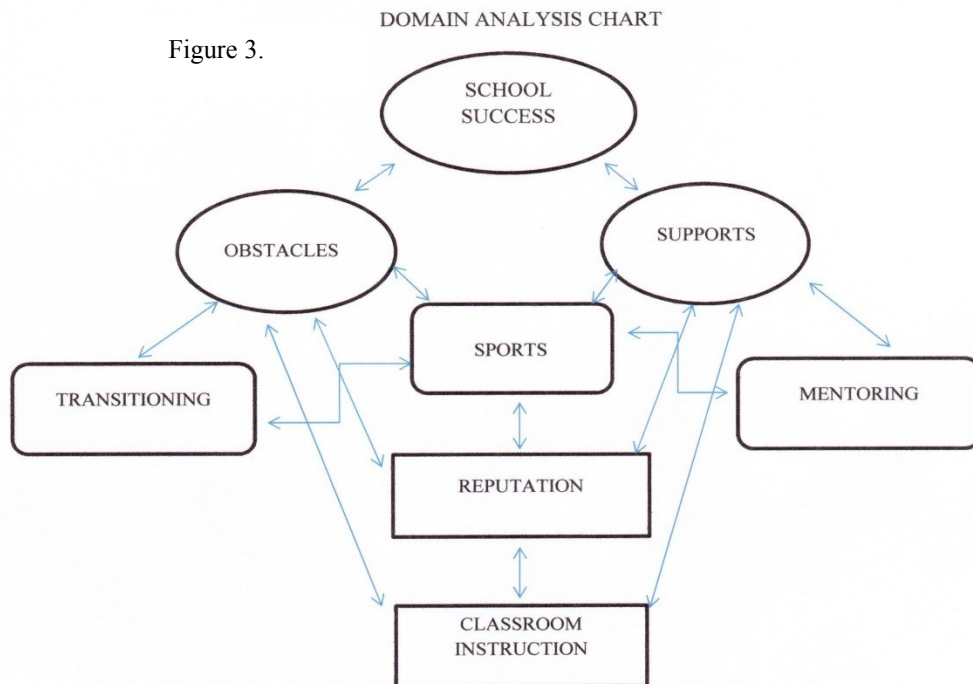 DOMAIN ANALYSIS CHART
Figure 3.
SCHOOL
SUCCESS
OBSTACLES
SUPPORTS
SPORTS
TRANSITIONING
MENTORING
REPUTATION
CLASSROOM
INSTRUCTION